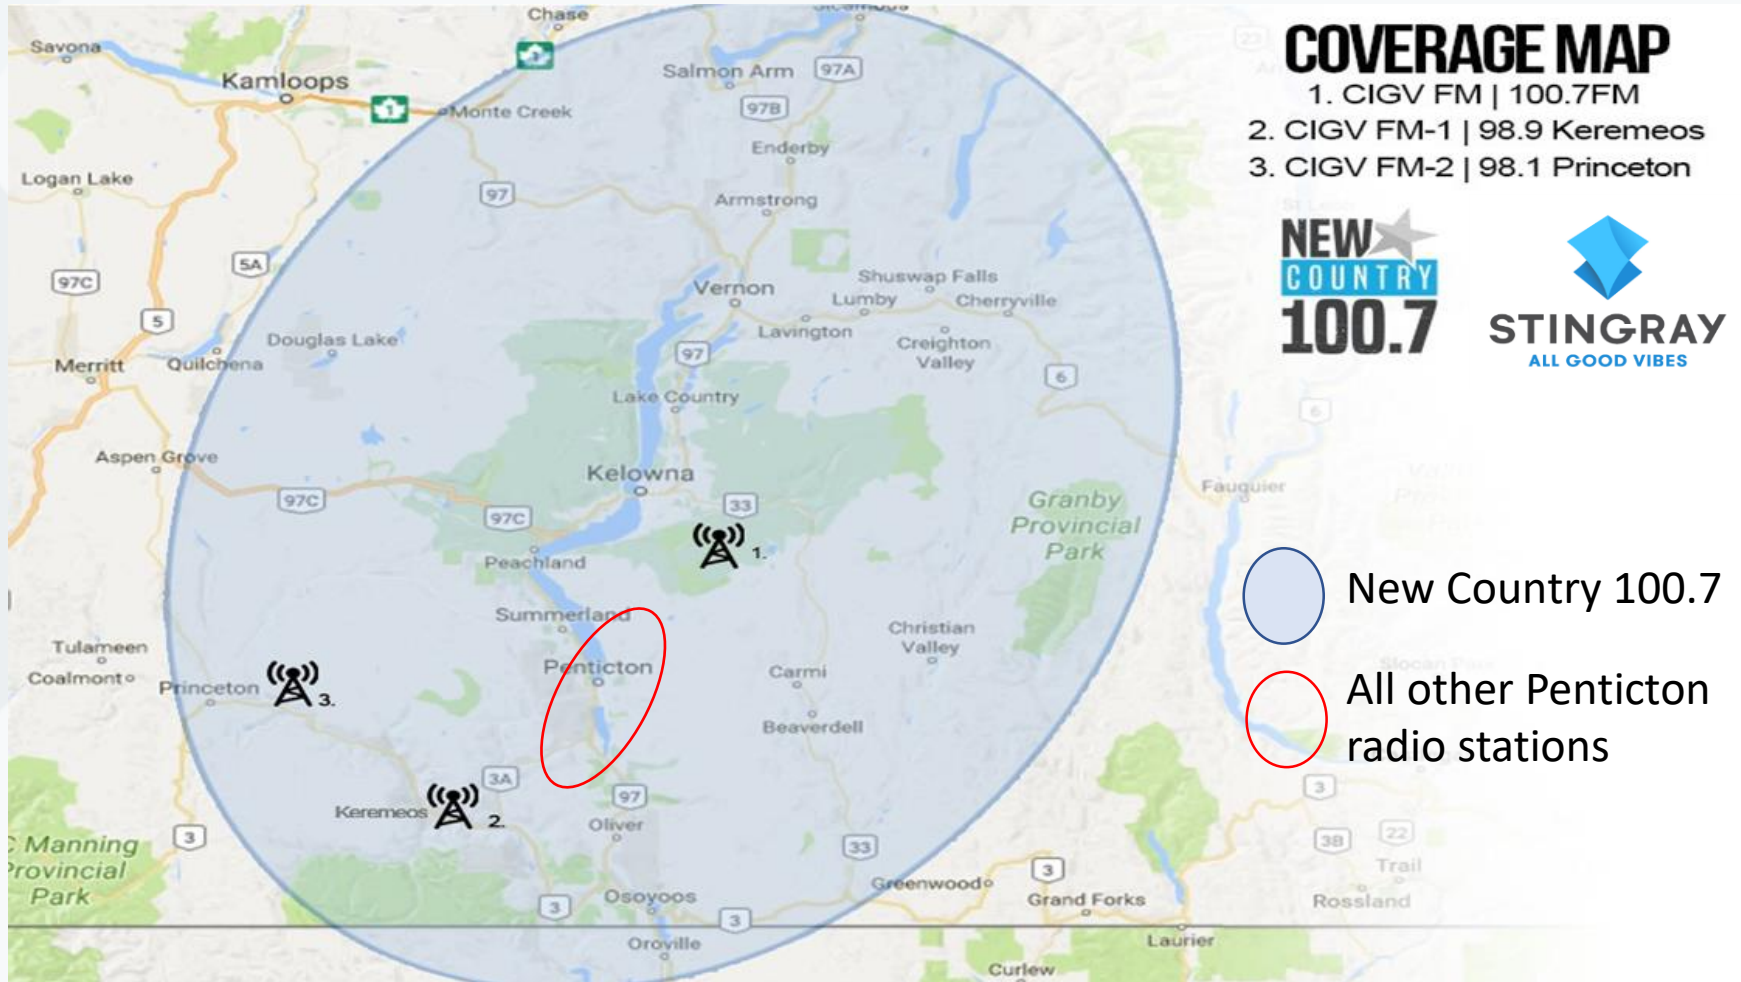 COVERAGE MAP
1. CIGV FM | 100.7FM
2. CIGV FM-1 | 98.9 Keremeos
3. CIGV FM-2 | 98.1 Princeton
NEW
COUNTRY
100.7
STINGRAY
ALL GOOD VIBES
New Country 100.7
All other Penticton
radio stations
Chase
Savona
Kamloops
1
Monte Creek
Salmon Arm
97A
97B
23
Enderby
Logan Lake
97
Armstrong
5A
97C
Vernon
Shuswap Falls
Lumby
Cherryville
5
Lavington
Douglas Lake
Creighton
Valley
Merritt
Quilchena
97
6
Lake Country
6
Aspen Grove
Kelowna
97C
97C
33
Granby
Provincial
Park
Fauquier
1.
Peachland
Summerland
Christian
Valley
Tulameen
Coalmont
Princeton
3.
Penticton
Carmi
Beaverdell
3A
97
3
Keremeos
2.
Oliver
3
Manning
Provincial
Park
33
3B
22
Trail
Greenwood
3
Grand Forks
Rossland
3
Osoyoos
3
Oroville
Laurier
Curlew